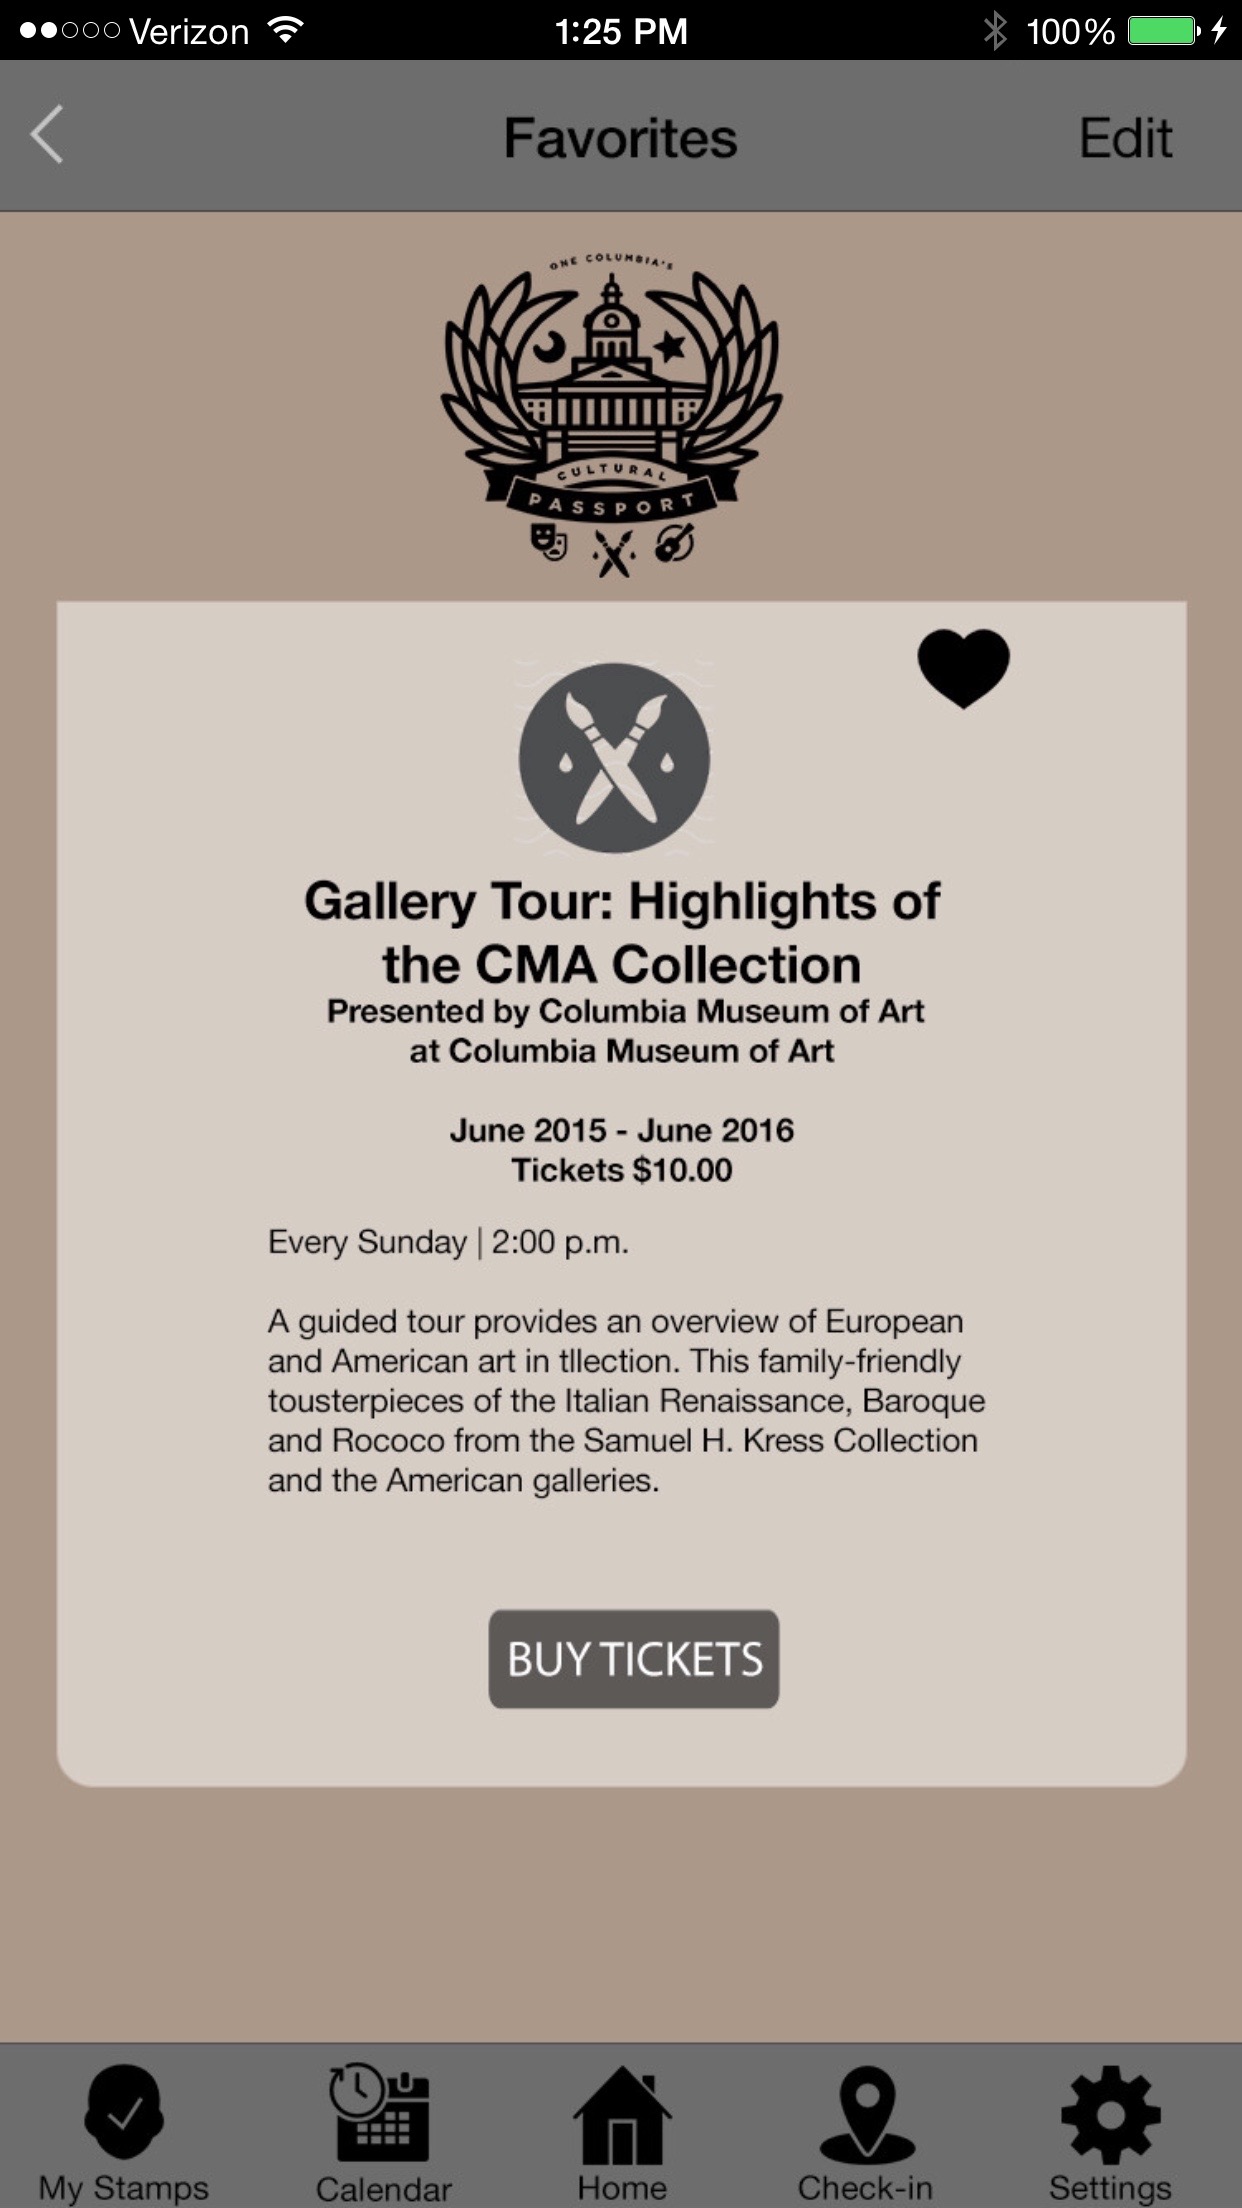 Verizon 1:25 PM 100%
Favorites Edit
ONE COLUMBIA'S
CULTURAL
PASSPORT
Gallery Tour: Highlights of
the CMA Collection
Presented by Columbia Museum of Art
at Columbia Museum of Art
June 2015 - June 2016
Tickets $10.00
Every Sunday | 2:00 p.m.
A guided tour provides an overview of European
and American art in tllection. This family-friendly
tousterpieces of the Italian Renaissance, Baroque
and Rococo from the Samuel H. Kress Collection
and the American galleries.
BUY TICKETS
My Stamps Calendar Home Check-in Settings